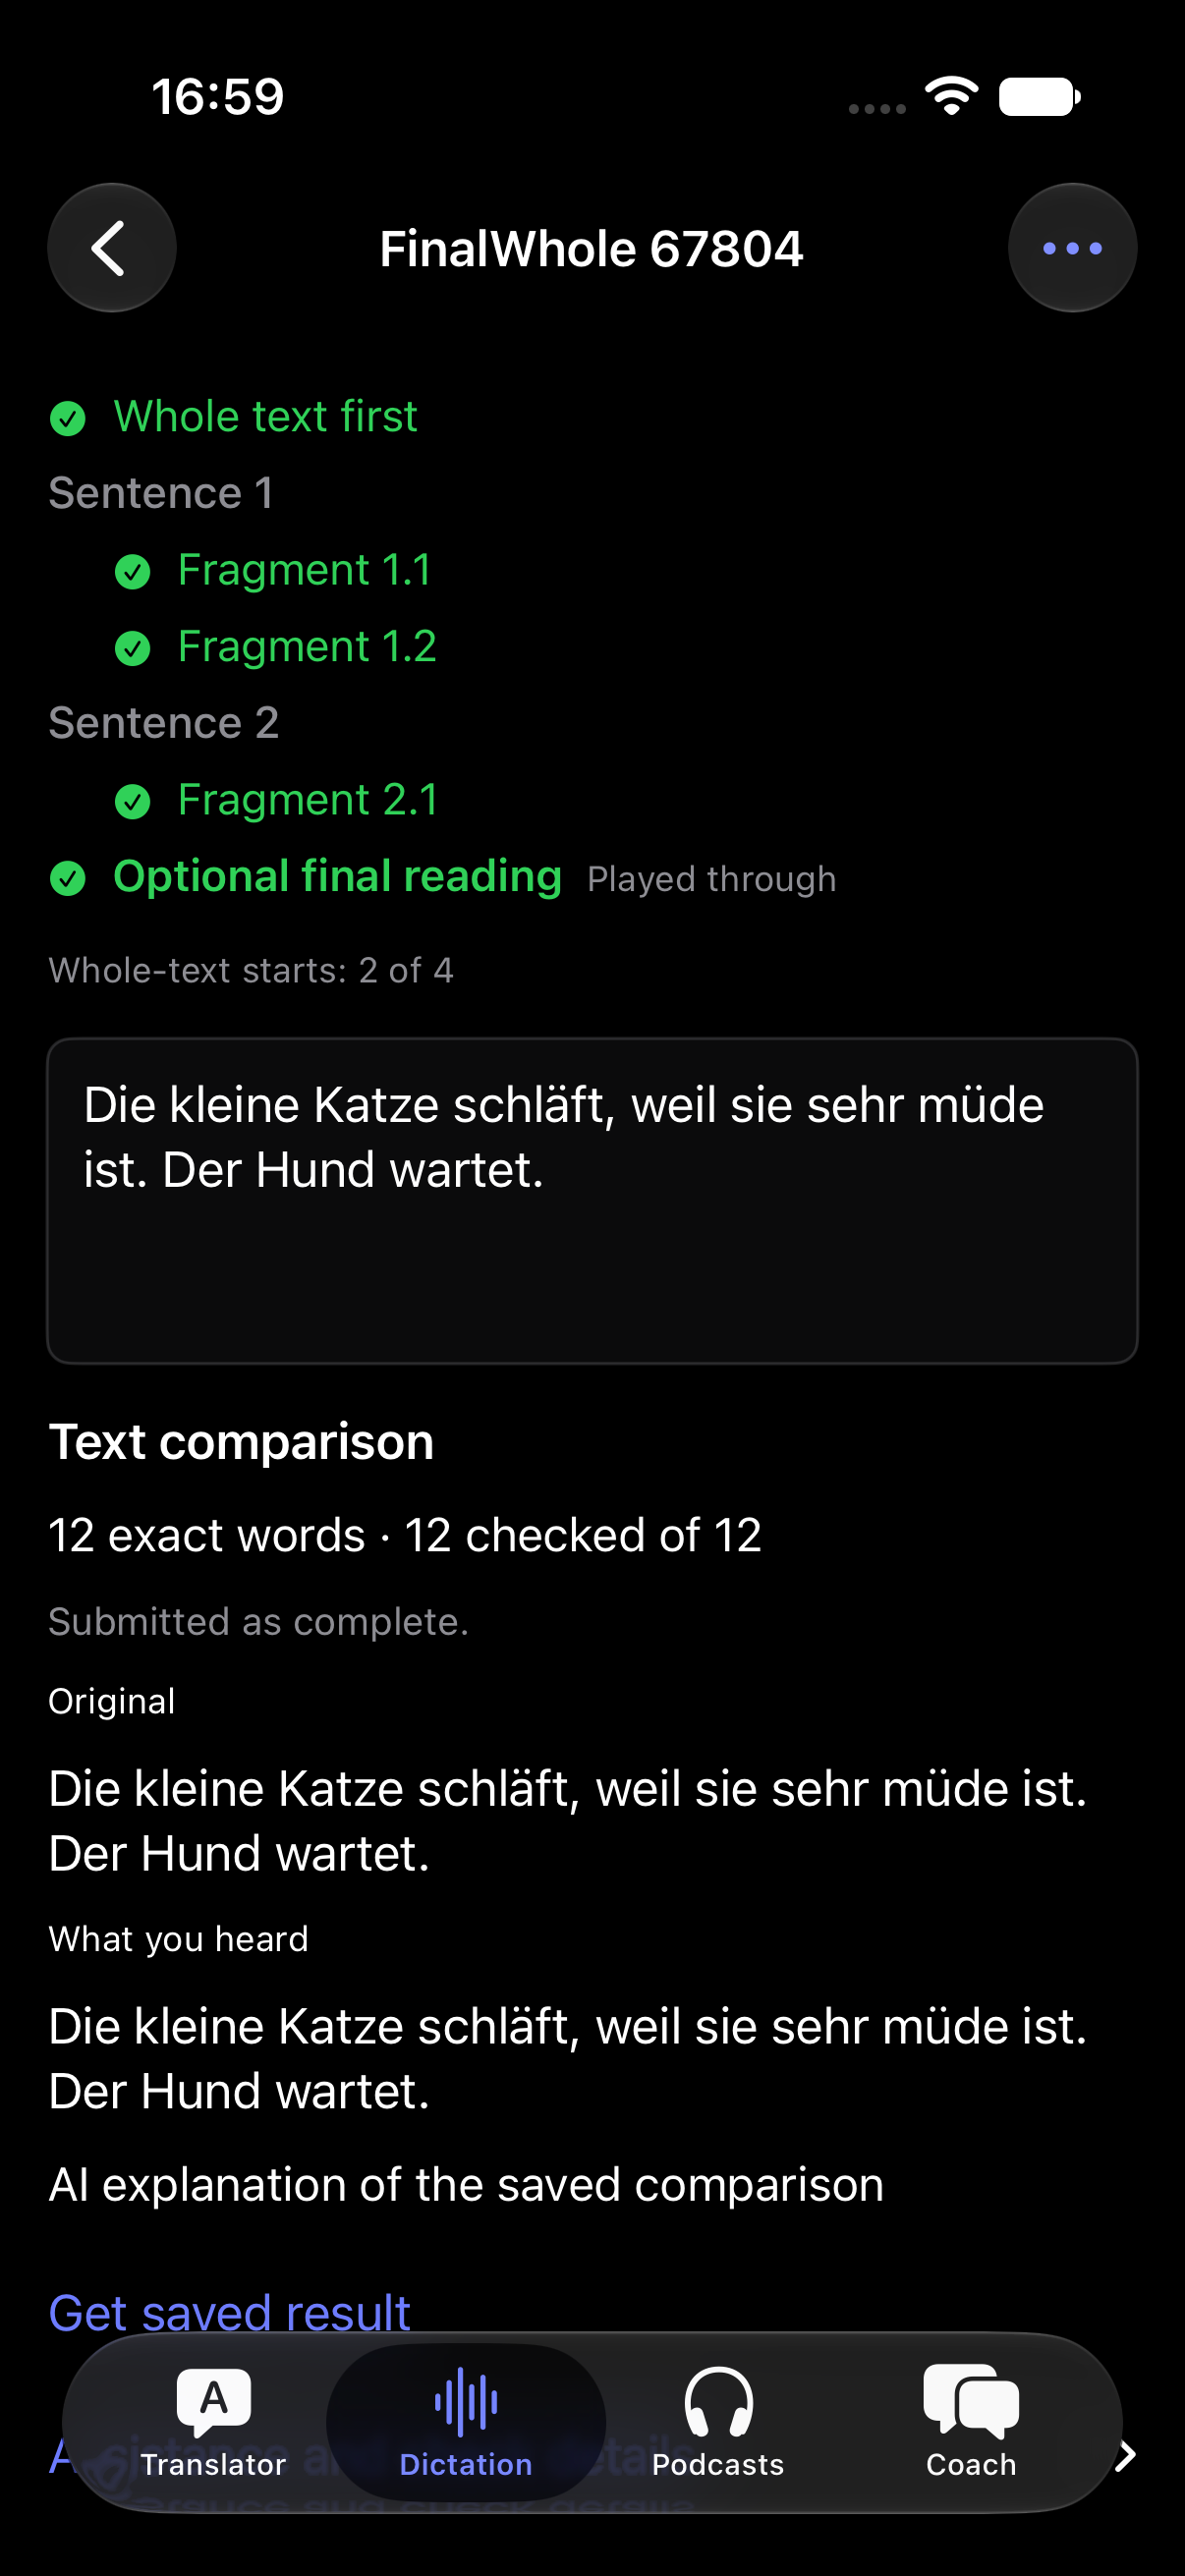 16:59
FinalWhole 67804
Whole text first
Sentence 1
Fragment 1.1
Fragment 1.2
Sentence 2
Fragment 2.1
Optional final reading Played through
Whole-text starts: 2 of 4
Die kleine Katze schläft, weil sie sehr müde
ist. Der Hund wartet.
Text comparison
12 exact words · 12 checked of 12
Submitted as complete.
Original
Die kleine Katze schläft, weil sie sehr müde ist.
Der Hund wartet.
What you heard
Die kleine Katze schläft, weil sie sehr müde ist.
Der Hund wartet.
AI explanation of the saved comparison
Get saved result
Translator Dictation Podcasts Coach